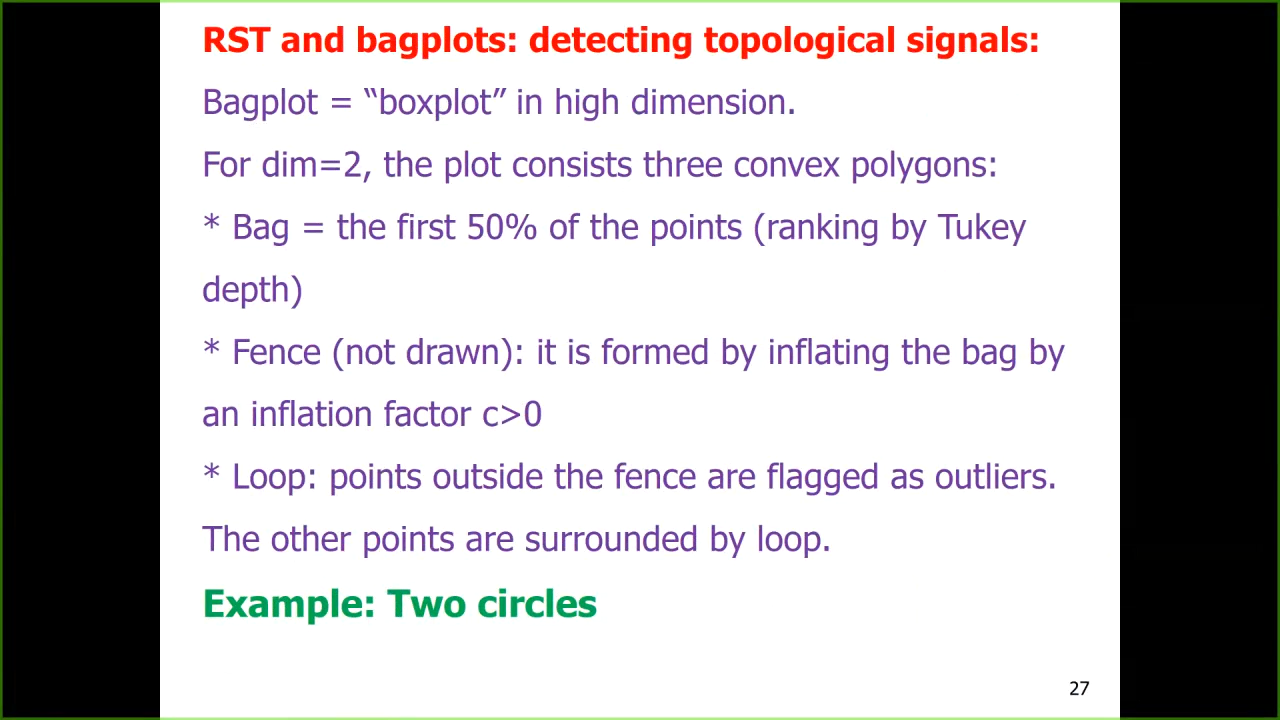 RST and bagplots: detecting topological signals:
Bagplot = “boxplot” in high dimension.
For dim=2, the plot consists three convex polygons:
* Bag = the first 50% of the points (ranking by Tukey
depth)
* Fence (not drawn): it is formed by inflating the bag by
an inflation factor c>0
* Loop: points outside the fence are flagged as outliers.
The other points are surrounded by loop.
Example: Two circles
27